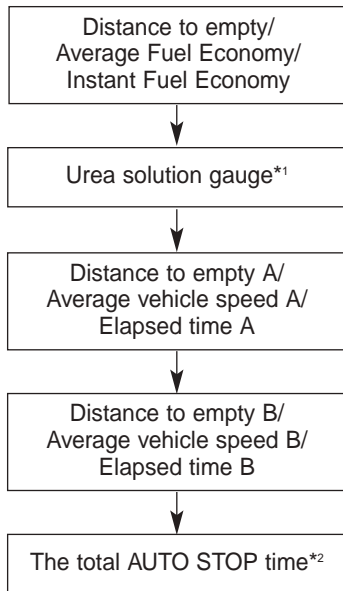 Distance to empty/
Average Fuel Economy/
Instant Fuel Economy
Urea solution gauge*1
Distance to empty A/
Average vehicle speed A/
Elapsed time A
Distance to empty B/
Average vehicle speed B/
Elapsed time B
The total AUTO STOP time*2